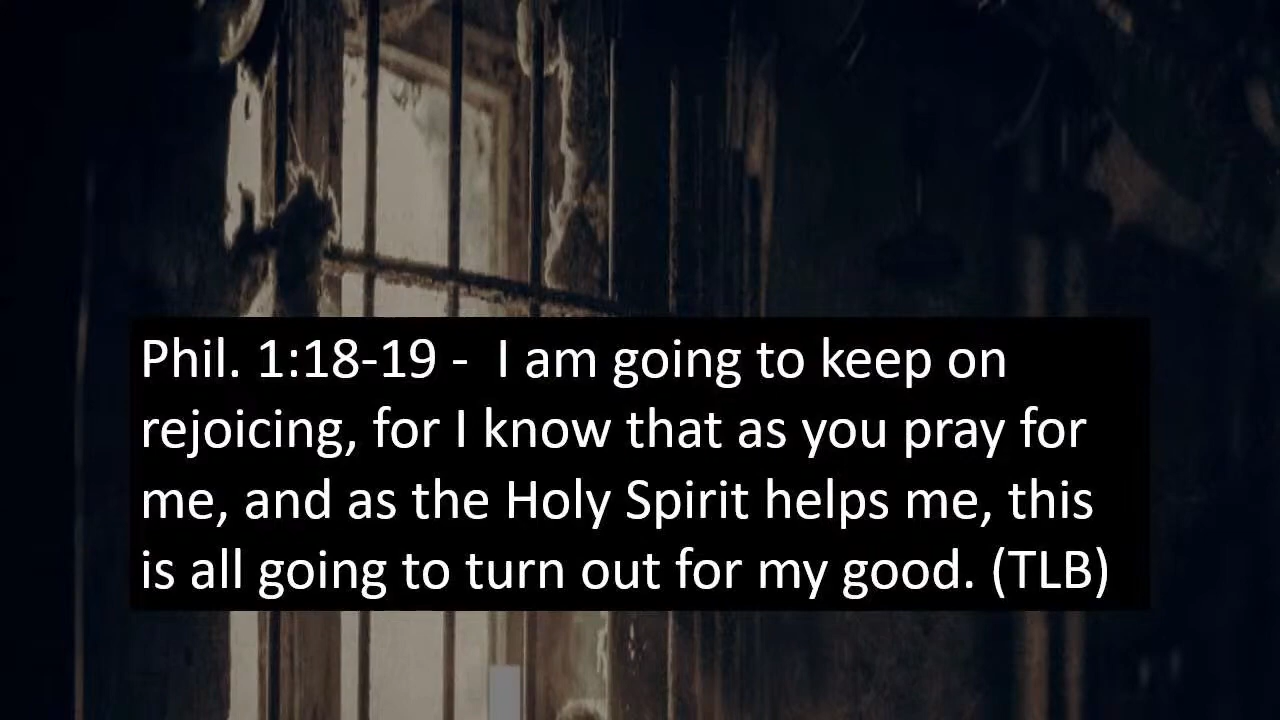 Phil. 1:18-19 -  I am going to keep on
rejoicing, for I know that as you pray for
me, and as the Holy Spirit helps me, this
is all going to turn out for my good. (TLB)